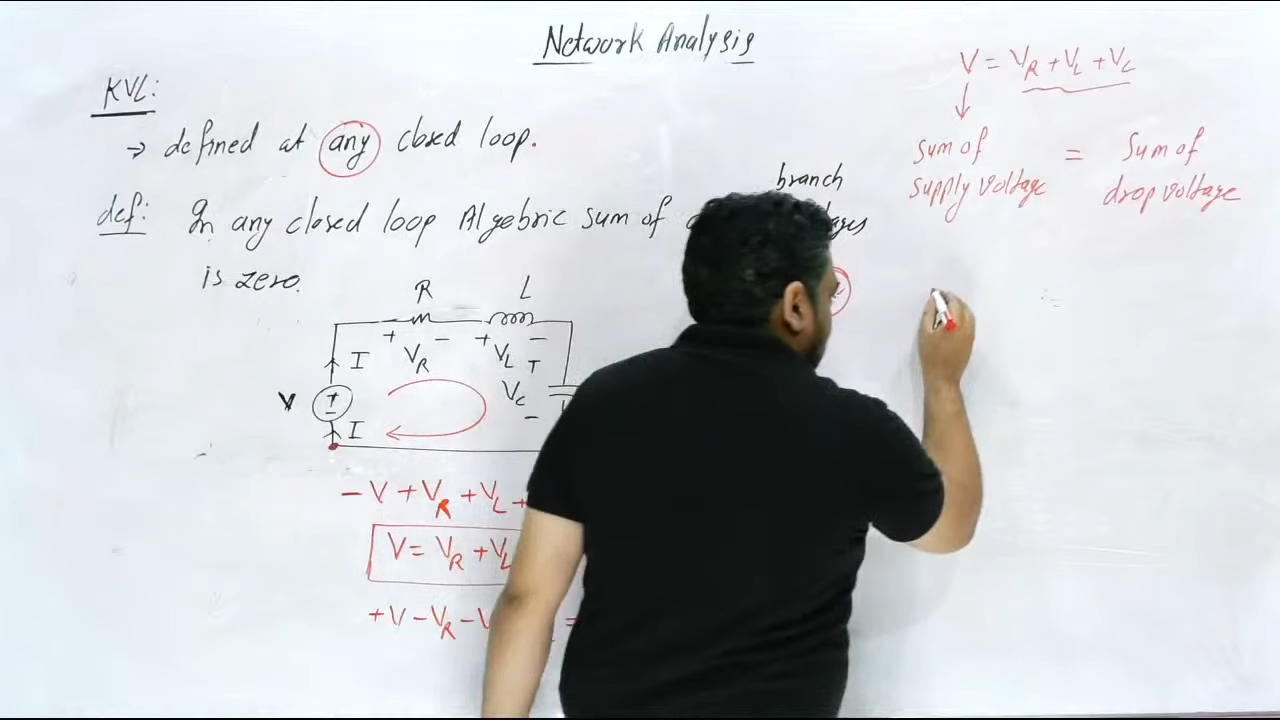 Network Analysis
KVL:
→ defined at any closed loop.
def: In any closed loop Algebric sum of
branch
is zero.
R L
+ - + -
V_R V_L +
I V_C
V + - -
I
-V + V_R + V_L +
V = V_R + V_L
+V - V_R - V =
V = V_R + V_L + V_C
↓
Sum of = Sum of
supply voltage drop voltage